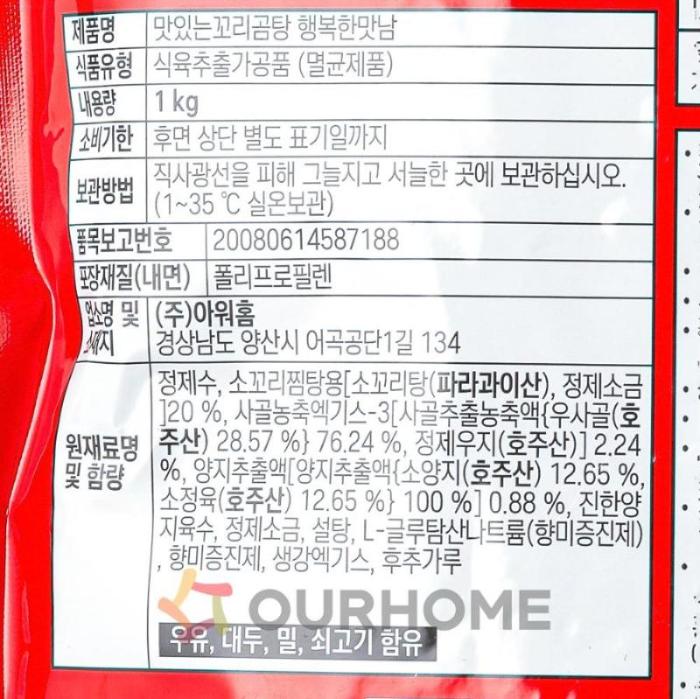 제품명 맛있는꼬리곰탕 행복한맛남
식품유형 식육추출가공품 (멸균제품)
내용량 1 kg
소비기한 후면 상단 별도 표기일까지
보관방법 직사광선을 피해 그늘지고 서늘한 곳에 보관하십시오.
(1~35 ℃ 실온보관)
품목보고번호 20080614587188
포장재질(내면) 폴리프로필렌
업소명 및 (주)아워홈
소재지 경상남도 양산시 어곡공단1길 134
원재료명
및 함량
정제수, 소꼬리찜탕용[소꼬리탕(파라과이산), 정제소금
]20 %, 사골농축엑기스-3[사골추출농축액{우사골(호
주산) 28.57 %} 76.24 %, 정제우지(호주산)] 2.24
%, 양지추출액[양지추출액{소양지(호주산) 12.65 %,
소정육(호주산) 12.65 %} 100 %] 0.88 %, 진한양
지육수, 정제소금, 설탕, L-글루탐산나트륨(향미증진제)
, 향미증진제, 생강엑기스, 후추가루
OURHOME
우유, 대두, 밀, 쇠고기 함유